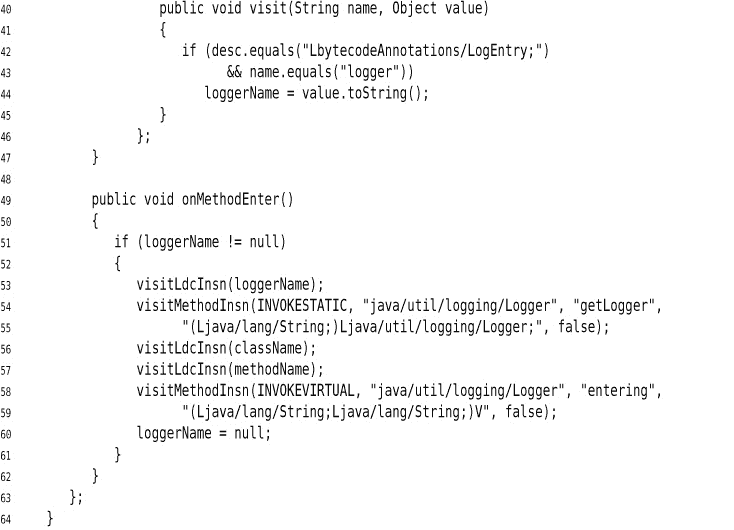 40 public void visit(String name, Object value)
41 {
42 if (desc.equals("LbytecodeAnnotations/LogEntry;")
43 && name.equals("logger"))
44 loggerName = value.toString();
45 }
46 };
47 }
48
49 public void onMethodEnter()
50 {
51 if (loggerName != null)
52 {
53 visitLdcInsn(loggerName);
54 visitMethodInsn(INVOKESTATIC, "java/util/logging/Logger", "getLogger",
55 "(Ljava/lang/String;)Ljava/util/logging/Logger;", false);
56 visitLdcInsn(className);
57 visitLdcInsn(methodName);
58 visitMethodInsn(INVOKEVIRTUAL, "java/util/logging/Logger", "entering",
59 "(Ljava/lang/String;Ljava/lang/String;)V", false);
60 loggerName = null;
61 }
62 }
63 };
64 }